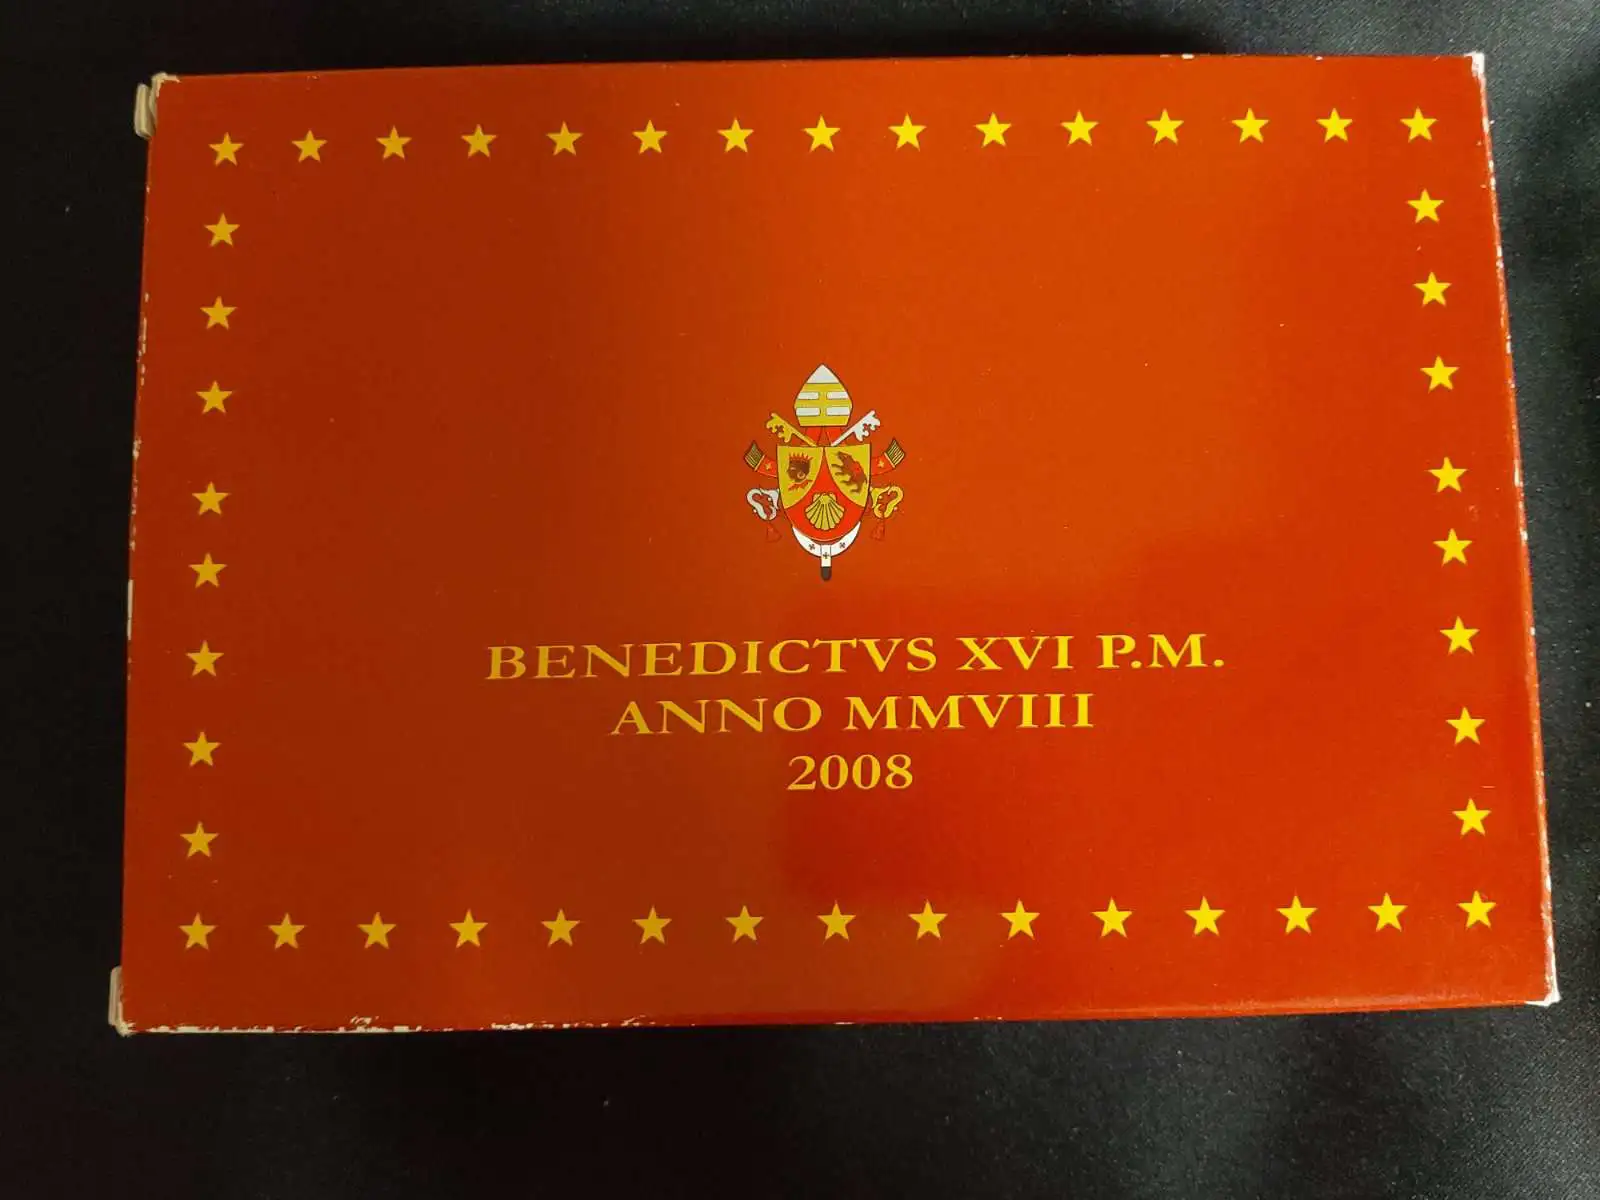 BENEDICTVS XVI P.M.
ANNO MMVIII
2008